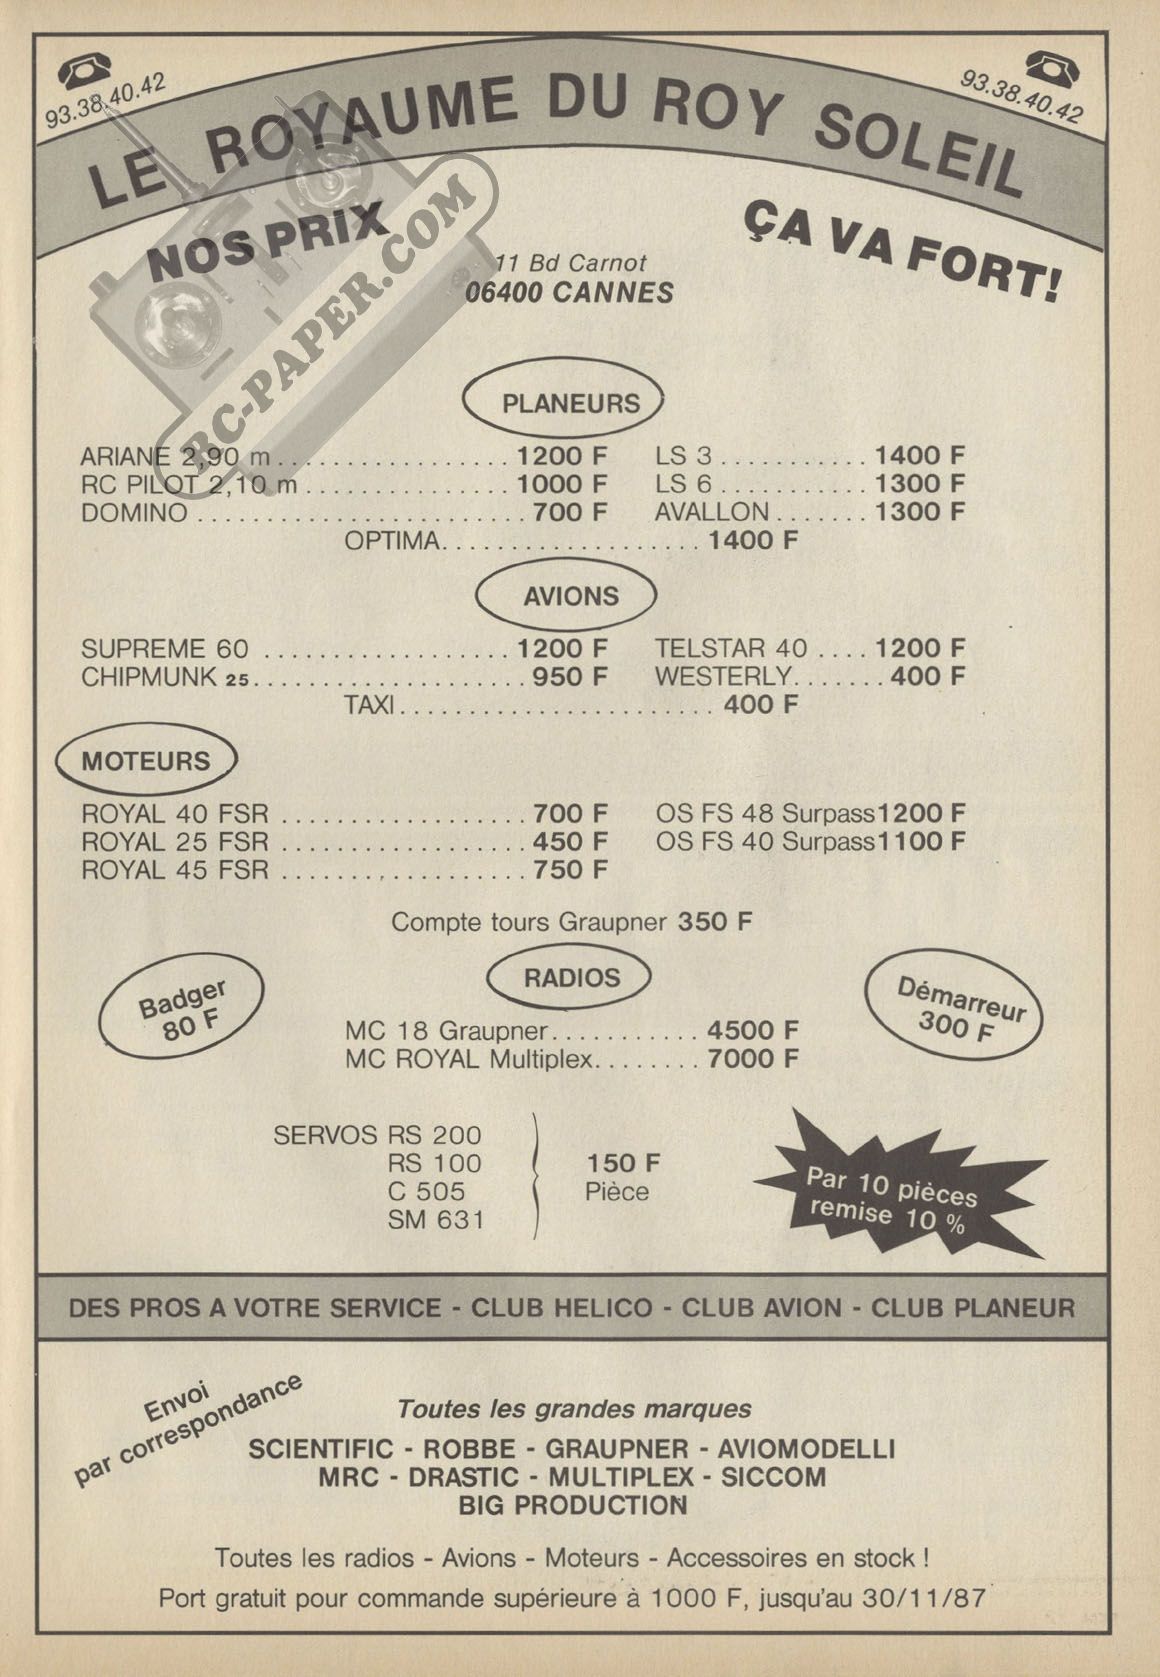 93.38.40.42
93.38.40.42
LE ROYAUME DU ROY SOLEIL
NOS PRIX
ÇA VA FORT!
11 Bd Carnot
06400 CANNES
RC-PAPER.COM
PLANEURS
ARIANE 2,90 m .................. 1200 F LS 3 ........... 1400 F
RC PILOT 2,10 m ................ 1000 F LS 6 ........... 1300 F
DOMINO ......................... 700 F AVALLON ....... 1300 F
OPTIMA .................... 1400 F
AVIONS
SUPREME 60 ................... 1200 F TELSTAR 40 .... 1200 F
CHIPMUNK 25 ..................... 950 F WESTERLY ....... 400 F
TAXI ........................ 400 F
MOTEURS
ROYAL 40 FSR ................... 700 F OS FS 48 Surpass 1200 F
ROYAL 25 FSR ................... 450 F OS FS 40 Surpass 1100 F
ROYAL 45 FSR ................... 750 F
Compte tours Graupner 350 F
Badger
80 F
RADIOS
Démarreur
300 F
MC 18 Graupner ........... 4500 F
MC ROYAL Multiplex ........ 7000 F
SERVOS RS 200
RS 100
C 505
SM 631
150 F
Pièce
Par 10 pièces
remise 10 %
DES PROS A VOTRE SERVICE - CLUB HELICO - CLUB AVION - CLUB PLANEUR
Envoi
par correspondance
Toutes les grandes marques
SCIENTIFIC - ROBBE - GRAUPNER - AVIOMODELLI
MRC - DRASTIC - MULTIPLEX - SICCOM
BIG PRODUCTION
Toutes les radios - Avions - Moteurs - Accessoires en stock !
Port gratuit pour commande supérieure à 1000 F, jusqu'au 30/11/87